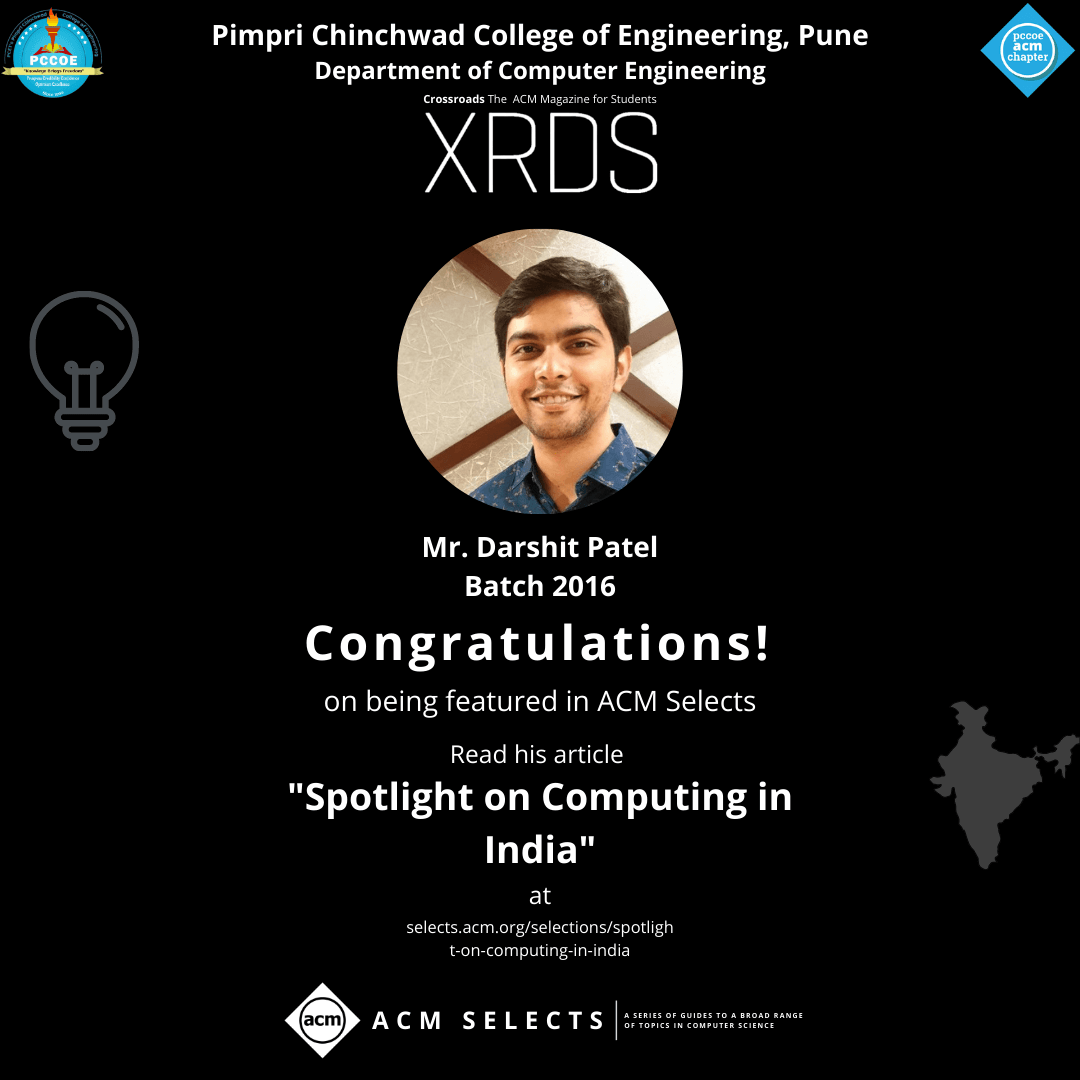 Pimpri Chinchwad College of Engineering, Pune
Department of Computer Engineering
Crossroads The ACM Magazine for Students
XRDS
PCCOE
"Knowledge Brings Freedom"
pccoe
acm
chapter
Mr. Darshit Patel
Batch 2016
Congratulations!
on being featured in ACM Selects
Read his article
"Spotlight on Computing in
India"
at
selects.acm.org/selections/spotligh
t-on-computing-in-india
acm
ACM SELECTS
A SERIES OF GUIDES TO A BROAD RANGE
OF TOPICS IN COMPUTER SCIENCE